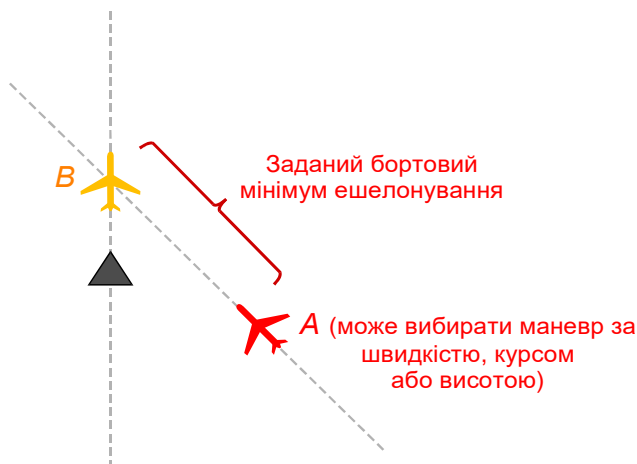 B
Заданий бортовий
мінімум ешелонування
A (може вибирати маневр за
швидкістю, курсом
або висотою)